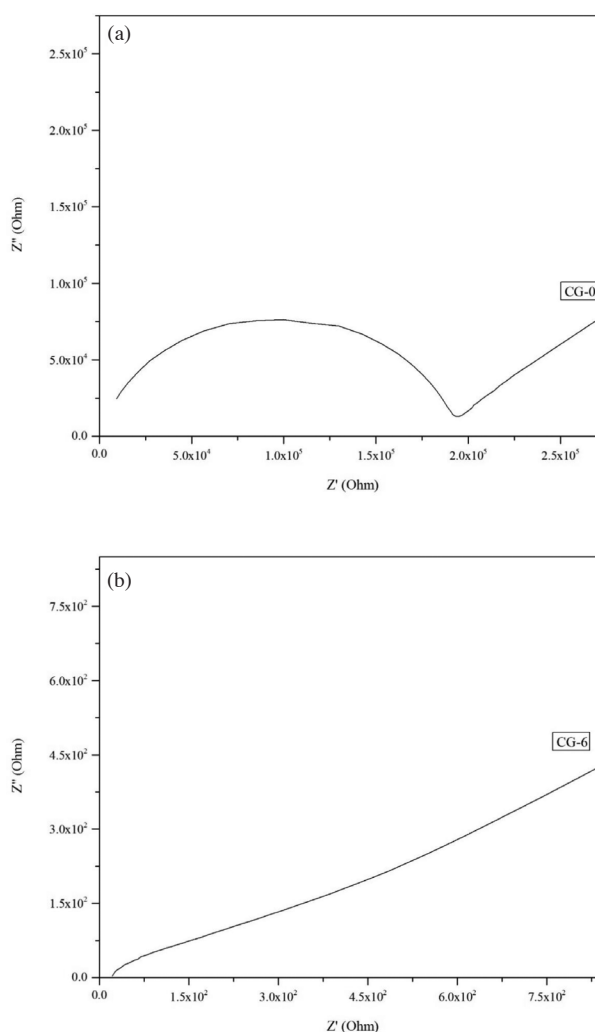 (a)
2.5x10⁵
2.0x10⁵
1.5x10⁵
1.0x10⁵
5.0x10⁴
0.0
Z" (Ohm)
CG-0
0.0 5.0x10⁴ 1.0x10⁵ 1.5x10⁵ 2.0x10⁵ 2.5x10⁵
Z' (Ohm)
(b)
7.5x10²
6.0x10²
4.5x10²
3.0x10²
1.5x10²
0.0
Z" (Ohm)
CG-6
0.0 1.5x10² 3.0x10² 4.5x10² 6.0x10² 7.5x10²
Z' (Ohm)